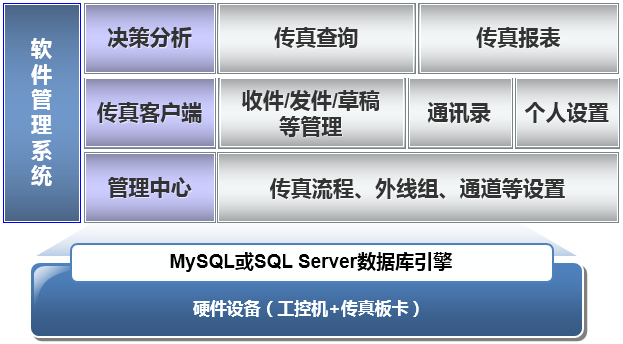 软件管理系统
决策分析
传真查询
传真报表
传真客户端
收件/发件/草稿
等管理
通讯录
个人设置
管理中心
传真流程、外线组、通道等设置
MySQL或SQL Server数据库引擎
硬件设备（工控机+传真板卡）